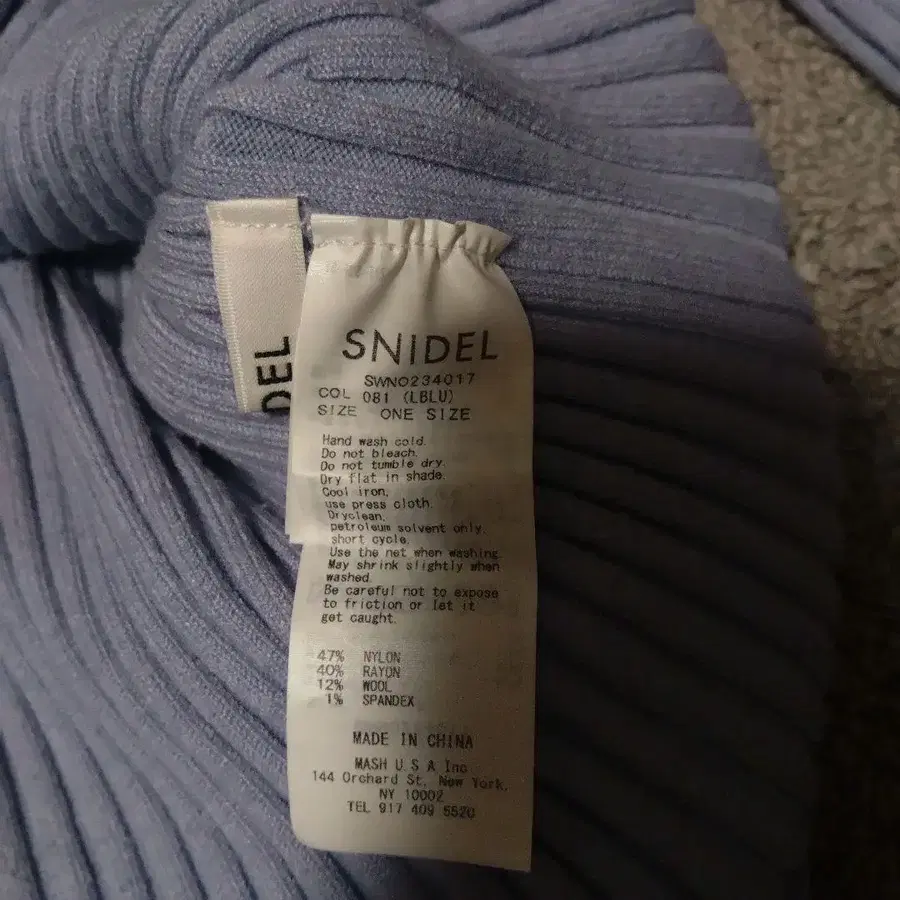 DEL
SNIDEL
SWNO234017
COL 081 (LBLU)
SIZE ONE SIZE
Hand wash cold.
Do not bleach.
Do not tumble dry.
Dry flat in shade.
Cool iron,
use press cloth.
Dryclean,
petroleum solvent only,
short cycle.
Use the net when washing.
May shrink slightly when
washed.
Be careful not to expose
to friction or let it
get caught.
47% NYLON
40% RAYON
12% WOOL
1% SPANDEX
MADE IN CHINA
MASH U S A Inc.
144 Orchard St, New York,
NY 10002
TEL 917 409 5520